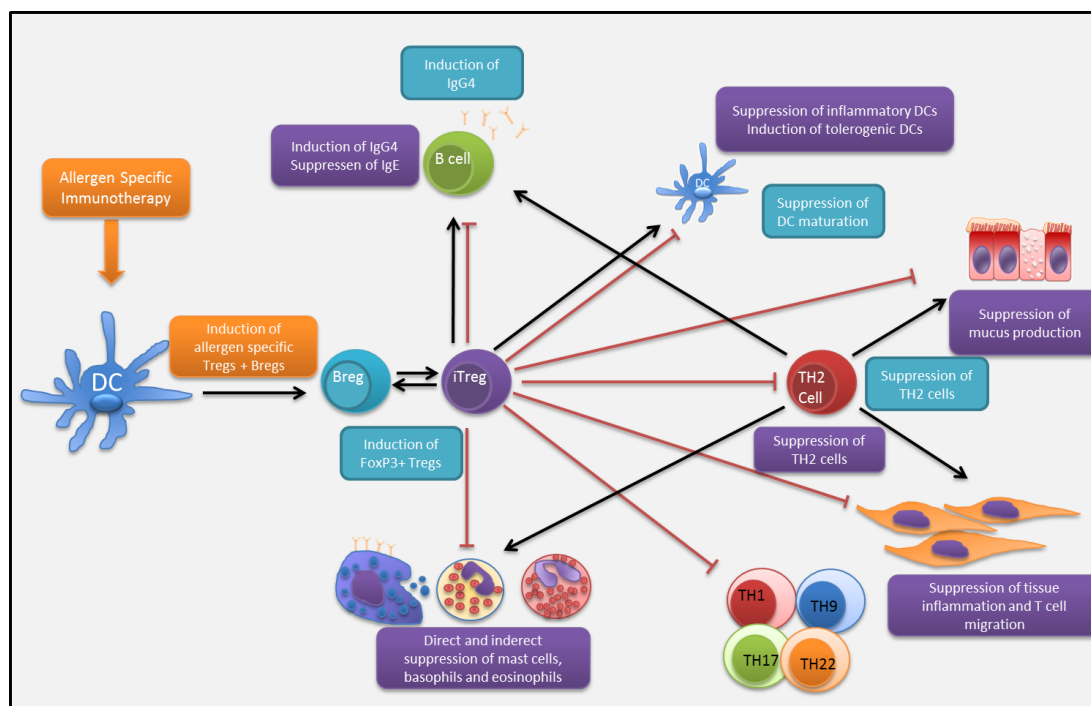 Induction of
IgG4
Induction of IgG4
Suppressen of IgE
B cell
Suppression of inflammatory DCs
Induction of tolerogenic DCs
DC
Suppression of
DC maturation
Allergen Specific
Immunotherapy
Suppression of
mucus production
Induction of
allergen specific
Tregs + Bregs
DC
Breg
iTreg
TH2
Cell
Suppression of
TH2 cells
Induction of
FoxP3+ Tregs
Suppression of
TH2 cells
Direct and inderect
suppression of mast cells,
basophils and eosinophils
TH1
TH9
TH17
TH22
Suppression of tissue
inflammation and T cell
migration